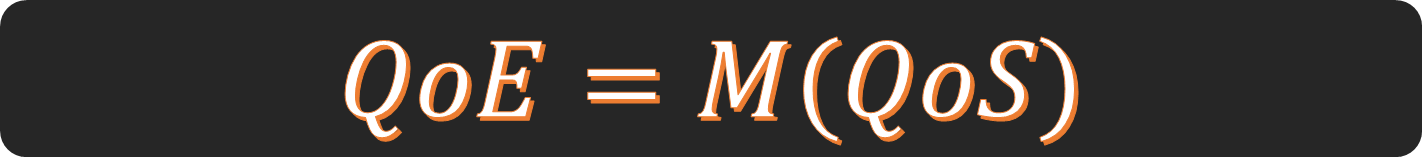 QoE = M(QoS)